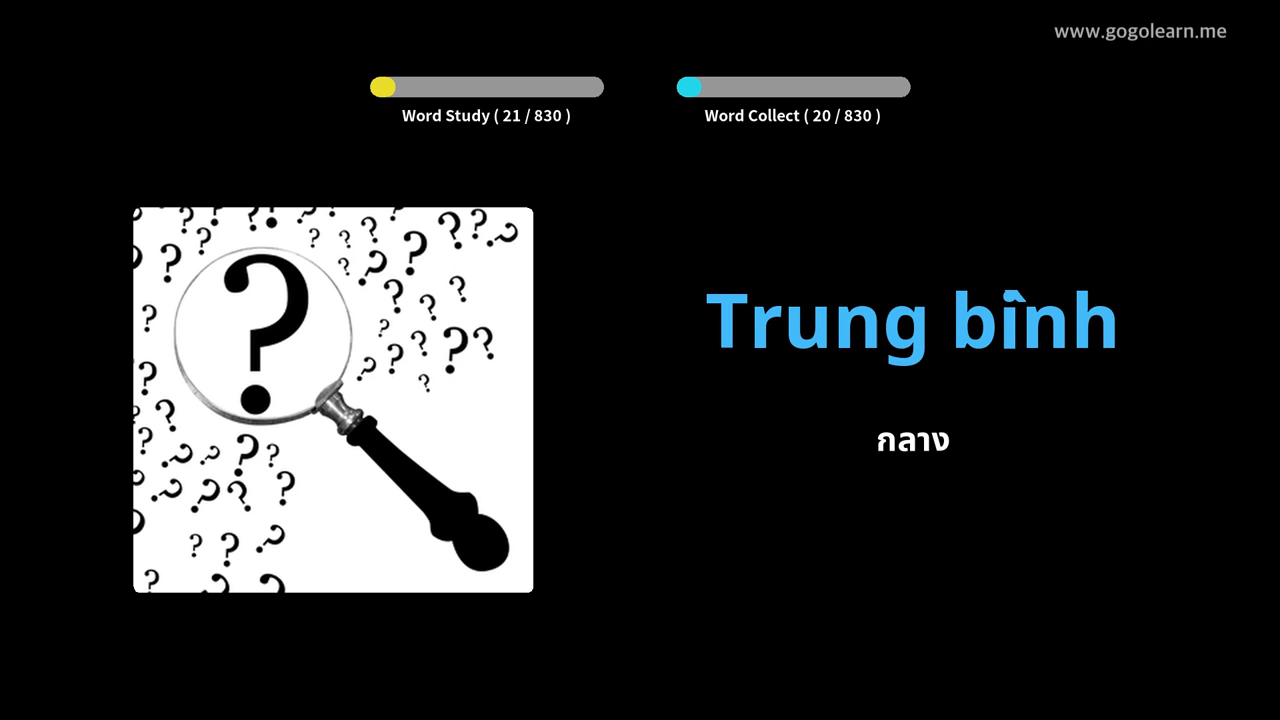 www.gogolearn.me
Word Study ( 21 / 830 )
Word Collect ( 20 / 830 )
Trung bình
กลาง